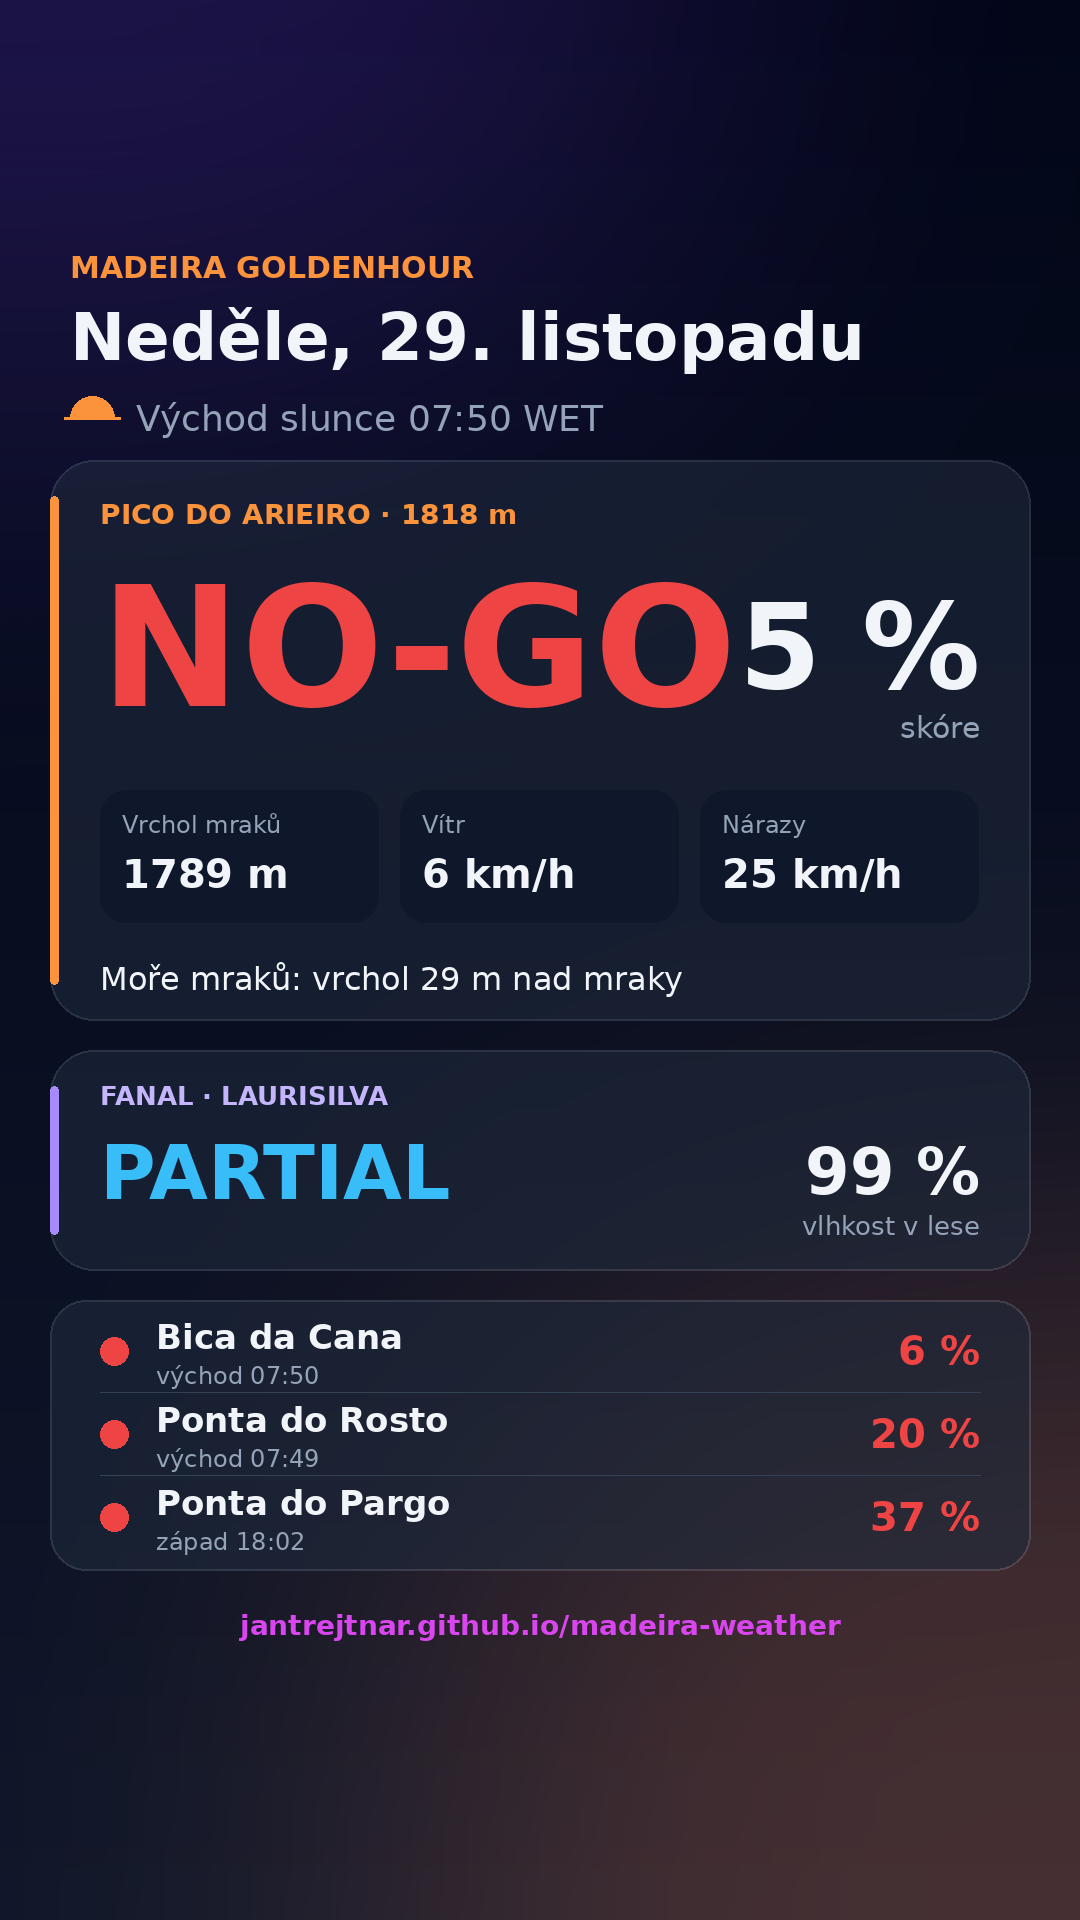 MADEIRA GOLDENHOUR
Neděle, 29. listopadu
Východ slunce 07:50 WET
PICO DO ARIEIRO · 1818 m
NO-GO 5 %
skóre
Vrchol mraků Vítr Nárazy
1789 m 6 km/h 25 km/h
Moře mraků: vrchol 29 m nad mraky
FANAL · LAURISILVA
PARTIAL 99 %
vlhkost v lese
Bica da Cana 6 %
východ 07:50
Ponta do Rosto 20 %
východ 07:49
Ponta do Pargo 37 %
západ 18:02
jantrejtnar.github.io/madeira-weather